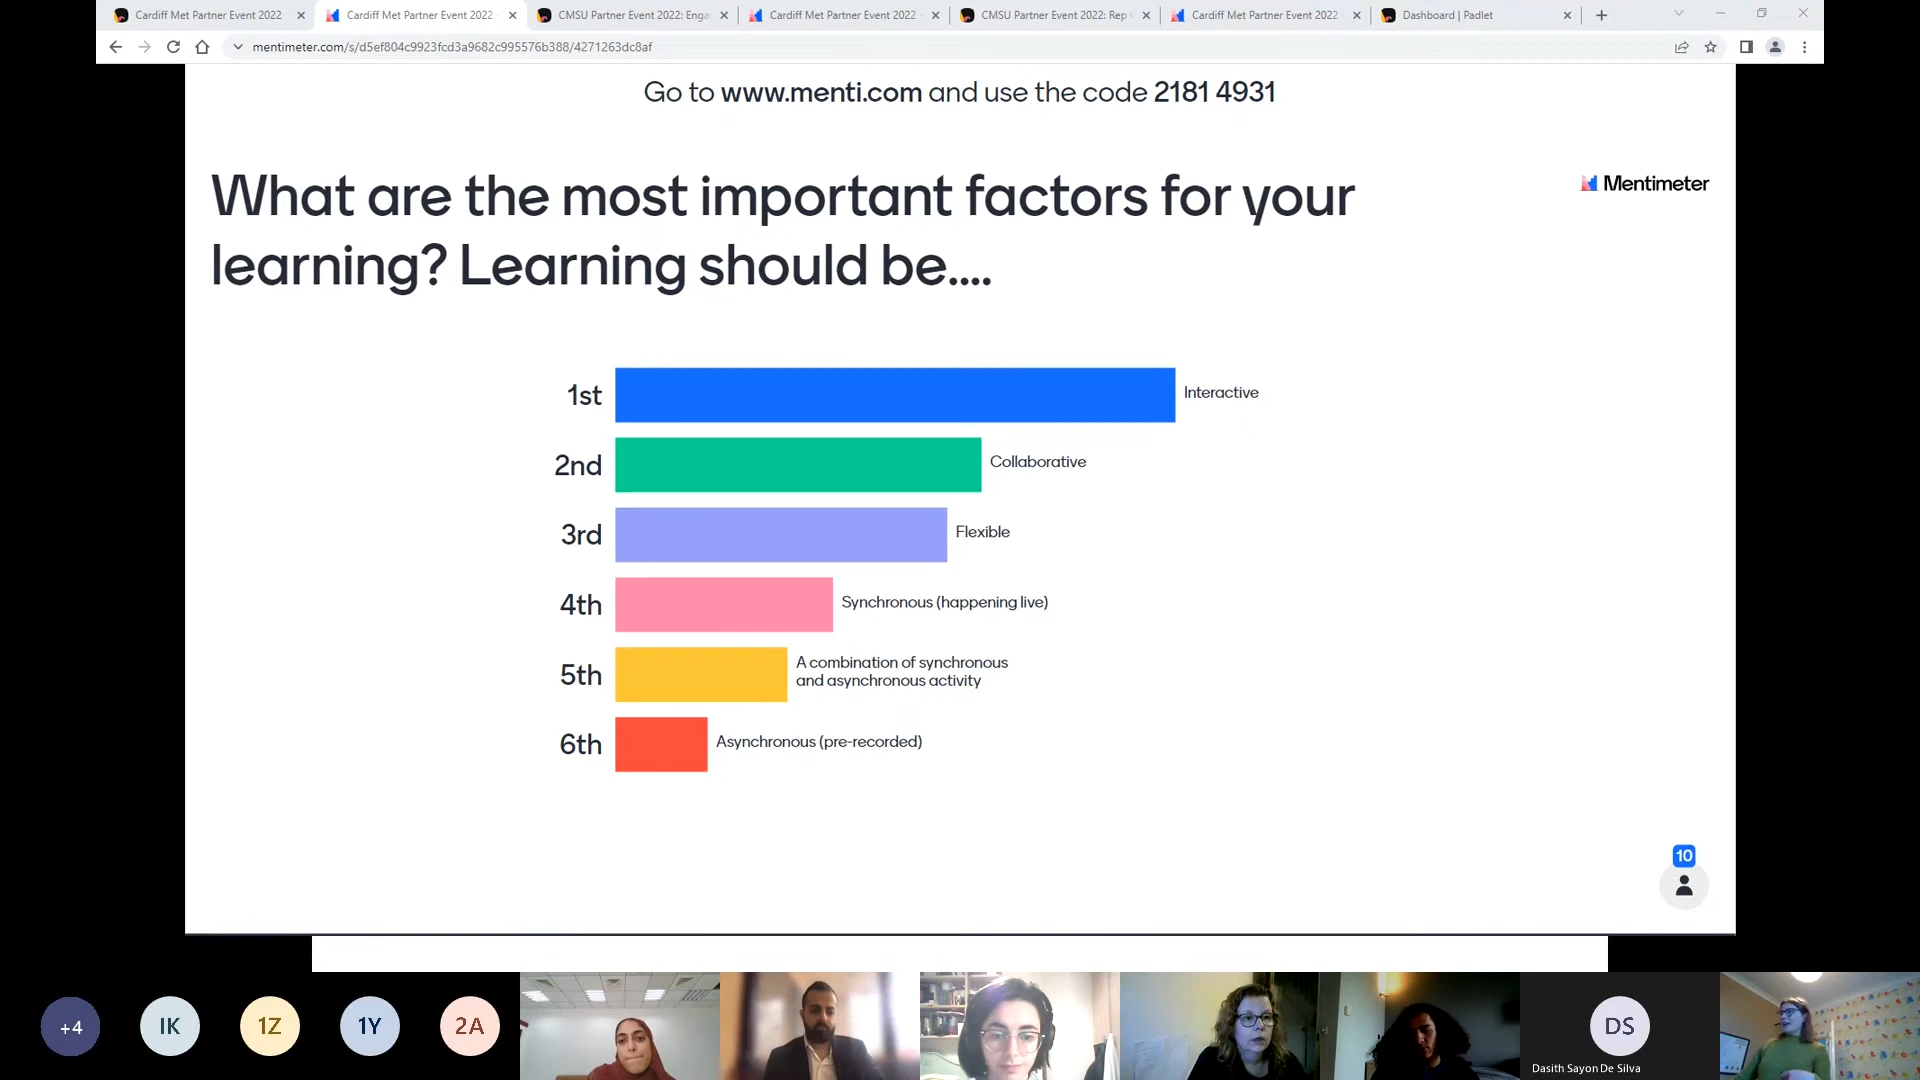 Cardiff Met Partner Event 2022
Cardiff Met Partner Event 2022
CMSU Partner Event 2022: Enga
Cardiff Met Partner Event 2022
CMSU Partner Event 2022: Rep
Cardiff Met Partner Event 2022
Dashboard | Padlet
mentimeter.com/s/d5ef804c9923fcd3a9682c995576b388/4271263dc8af
Go to www.menti.com and use the code 2181 4931
What are the most important factors for your
learning? Learning should be....
Mentimeter
1st
Interactive
2nd
Collaborative
3rd
Flexible
4th
Synchronous (happening live)
5th
A combination of synchronous
and asynchronous activity
6th
Asynchronous (pre-recorded)
10
+4
IK
1Z
1Y
2A
DS
Dasith Sayon De Silva